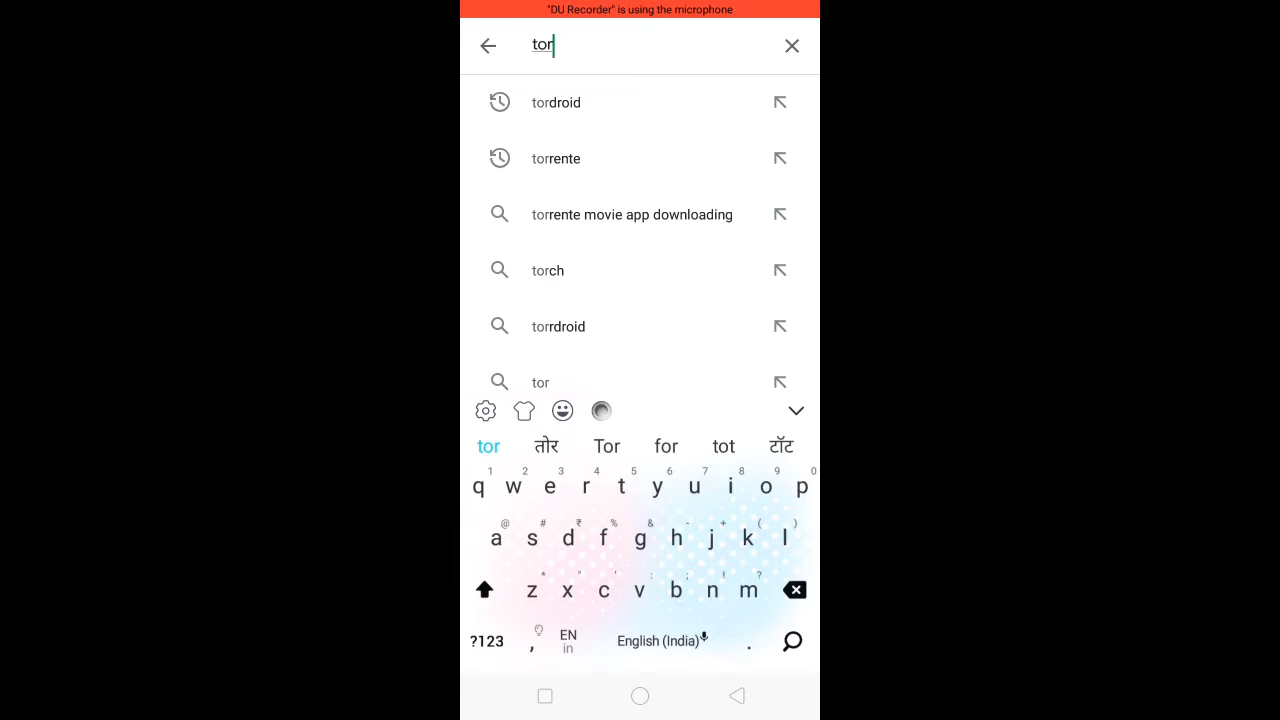 "DU Recorder" is using the microphone
tor
tordroid
torrente
torrente movie app downloading
torch
torrdroid
tor
tor तोर Tor for tot टॉट
1 2 3 4 5 6 7 8 9 0
q w e r t y u i o p
@ # ₹ % & - + ( )
a s d f g h j k l
* " ' : ; ! ?
z x c v b n m
?123 , EN in English (India) .